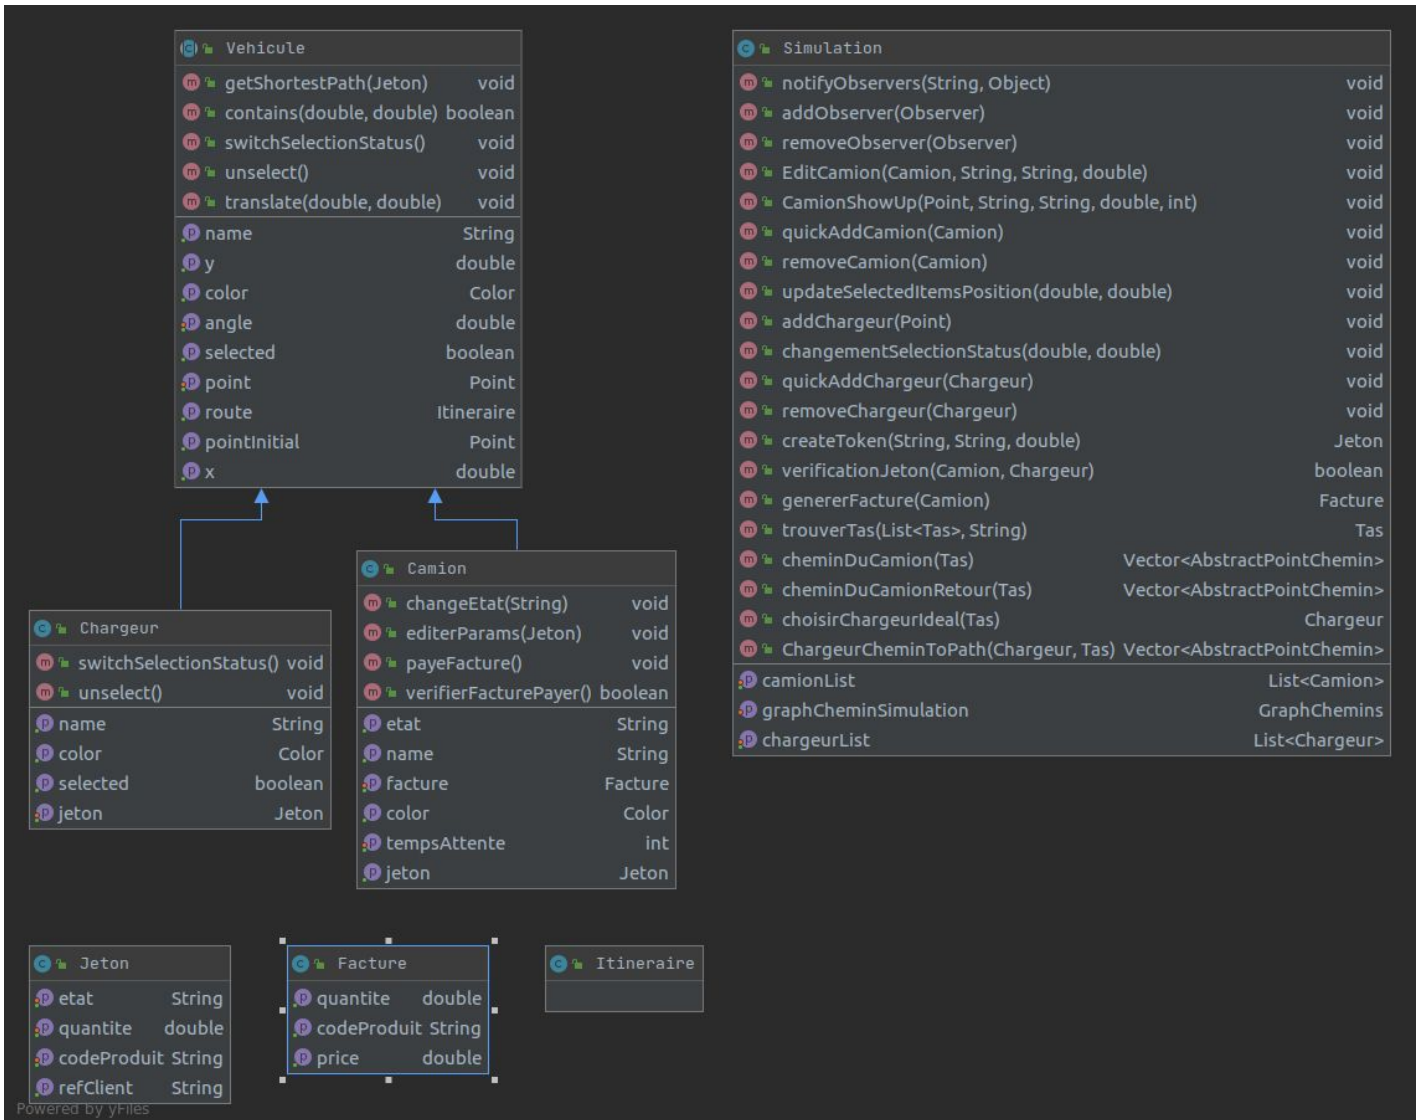 Vehicule
getShortestPath(Jeton) void
contains(double, double) boolean
switchSelectionStatus() void
unselect() void
translate(double, double) void
name String
y double
color Color
angle double
selected boolean
point Point
route Itineraire
pointInitial Point
x double
Simulation
notifyObservers(String, Object) void
addObserver(Observer) void
removeObserver(Observer) void
EditCamion(Camion, String, String, double) void
CamionShowUp(Point, String, String, double, int) void
quickAddCamion(Camion) void
removeCamion(Camion) void
updateSelectedItemsPosition(double, double) void
addChargeur(Point) void
changementSelectionStatus(double, double) void
quickAddChargeur(Chargeur) void
removeChargeur(Chargeur) void
createToken(String, String, double) Jeton
verificationJeton(Camion, Chargeur) boolean
genererFacture(Camion) Facture
trouverTas(List<Tas>, String) Tas
cheminDuCamion(Tas) Vector<AbstractPointChemin>
cheminDuCamionRetour(Tas) Vector<AbstractPointChemin>
choisirChargeurIdeal(Tas) Chargeur
ChargeurCheminToPath(Chargeur, Tas) Vector<AbstractPointChemin>
camionList List<Camion>
graphCheminSimulation GraphChemins
chargeurList List<Chargeur>
Chargeur
switchSelectionStatus() void
unselect() void
name String
color Color
selected boolean
jeton Jeton
Camion
changeEtat(String) void
editerParams(Jeton) void
payeFacture() void
verifierFacturePayer() boolean
etat String
name String
facture Facture
color Color
tempsAttente int
jeton Jeton
Jeton
etat String
quantite double
codeProduit String
refClient String
Facture
quantite double
codeProduit String
price double
Itineraire
Powered by yFiles